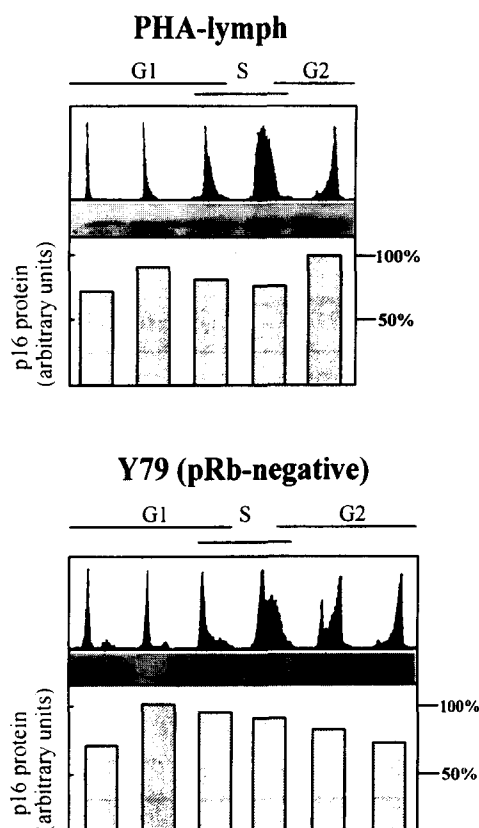 PHA-lymph
G1 S G2
p16 protein
(arbitrary units)
100%
50%
Y79 (pRb-negative)
G1 S G2
p16 protein
(arbitrary units)
100%
50%